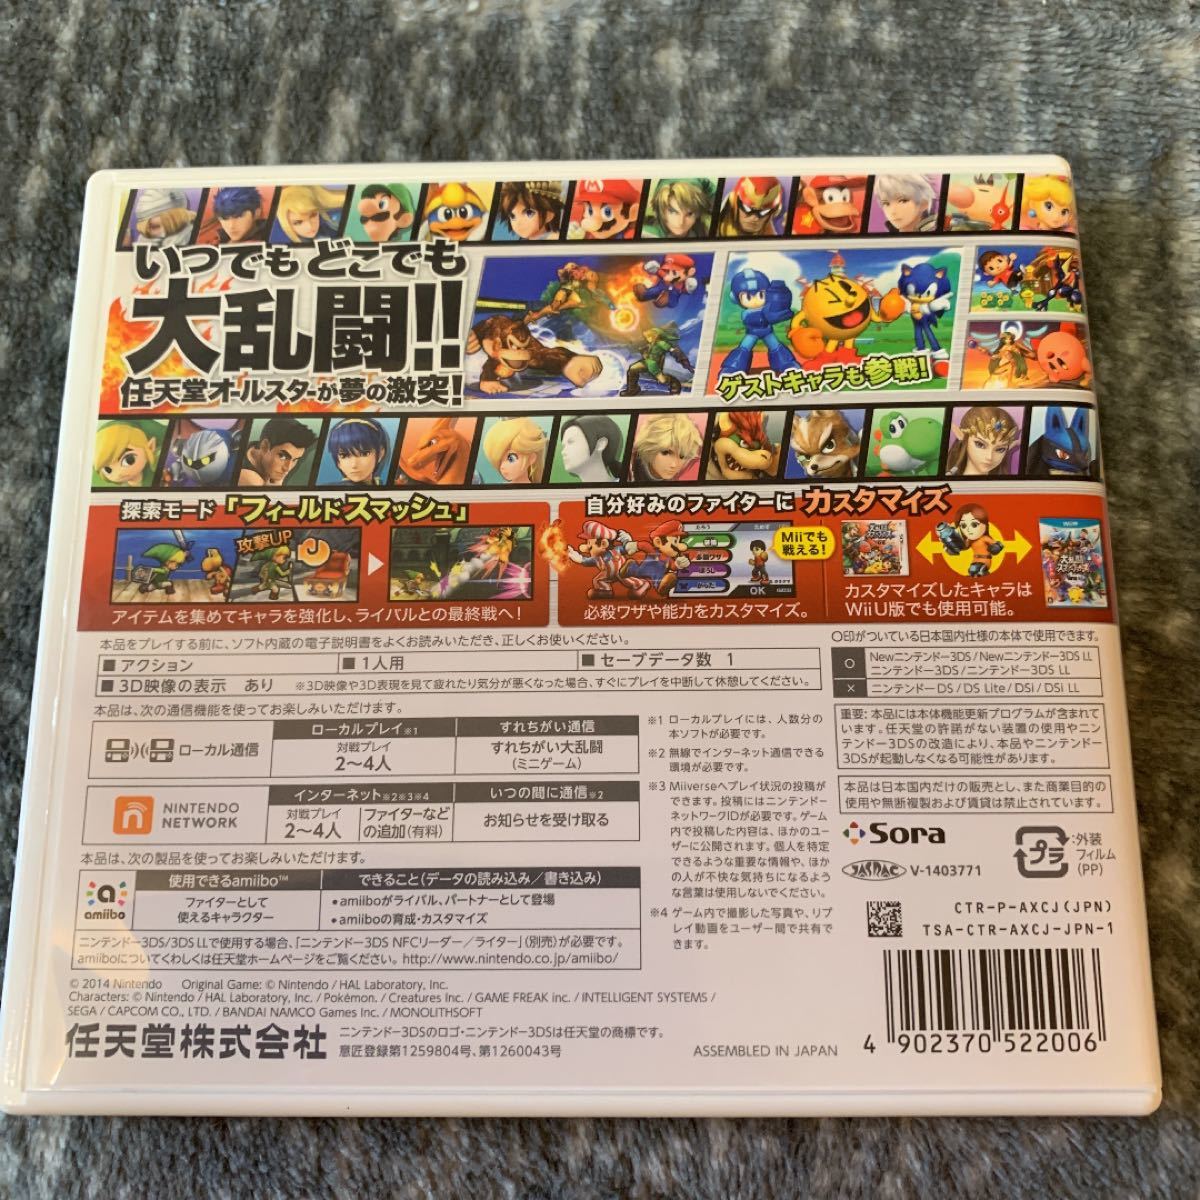 いつでも どこでも
大乱闘!!
任天堂オールスターが夢の激突!
ゲストキャラも参戦!
探索モード「フィールドスマッシュ」
攻撃UP
アイテムを集めてキャラを強化し、ライバルとの最終戦へ!
自分好みのファイターに カスタマイズ
Miiでも
戦える!
OK
必殺ワザや能力をカスタマイズ。
カスタマイズしたキャラは
WiiU版でも使用可能。
本品をプレイする前に、ソフト内蔵の電子説明書をよくお読みいただき、正しくお使いください。
■アクション
■1人用
■セーブデータ数 1
■3D映像の表示 あり ※3D映像や3D表現を見て疲れたり気分が悪くなった場合、すぐにプレイを中断して休憩してください。
○印がついている日本国内仕様の本体で使用できます。
○ Newニンテンドー3DS/Newニンテンドー3DS LL
ニンテンドー3DS/ニンテンドー3DS LL
× ニンテンドーDS/DS Lite/DSi/DSi LL
本品は、次の通信機能を使ってお楽しみいただけます。
ローカル通信
ローカルプレイ※1
対戦プレイ
2〜4人
すれちがい通信
すれちがい大乱闘
(ミニゲーム)
NINTENDO
NETWORK
インターネット※2※3※4
対戦プレイ
2〜4人
ファイターなど
の追加(有料)
いつの間に通信※2
お知らせを受け取る
本品は、次の製品を使ってお楽しみいただけます。
amiibo
使用できるamiibo™
ファイターとして
使えるキャラクター
できること(データの読み込み/書き込み)
•amiiboがライバル、パートナーとして登場
•amiiboの育成・カスタマイズ
ニンテンドー3DS/3DS LLで使用する場合、「ニンテンドー3DS NFCリーダー/ライター」(別売)が必要です。
amiiboについてくわしくは任天堂ホームページをご覧ください。http://www.nintendo.co.jp/amiibo/
※1 ローカルプレイには、人数分の
本ソフトが必要です。
※2 無線でインターネット通信できる
環境が必要です。
※3 Miiverseへプレイ状況の投稿が
できます。投稿にはニンテンドー
ネットワークIDが必要です。ゲーム
内で投稿した内容は、ほかのユー
ザーに公開されます。個人を特定
できるような重要な情報や、ほか
の人が不快な気持ちになるよう
な言葉は使用しないでください。
※4 ゲーム内で撮影した写真や、リプ
レイ動画をユーザー間で共有で
きます。
重要:本品には本体機能更新プログラムが含まれて
います。任天堂の許諾がない装置の使用やニン
テンドー3DSの改造により、本品やニンテンドー
3DSが起動しなくなる可能性があります。
本品は日本国内だけの販売とし、また商業目的の
使用や無断複製および賃貸は禁止されています。
Sora
プラ
:外装
フィルム
(PP)
JASRAC V-1403771
CTR-P-AXCJ(JPN)
TSA-CTR-AXCJ-JPN-1
© 2014 Nintendo Original Game: © Nintendo / HAL Laboratory, Inc.
Characters: © Nintendo / HAL Laboratory, Inc. / Pokémon. / Creatures Inc. / GAME FREAK inc. / INTELLIGENT SYSTEMS /
SEGA / CAPCOM CO., LTD. / BANDAI NAMCO Games Inc. / MONOLITHSOFT
任天堂株式会社
ニンテンドー3DSのロゴ・ニンテンドー3DSは任天堂の商標です。
意匠登録第1259804号、第1260043号
ASSEMBLED IN JAPAN
4 902370 522006